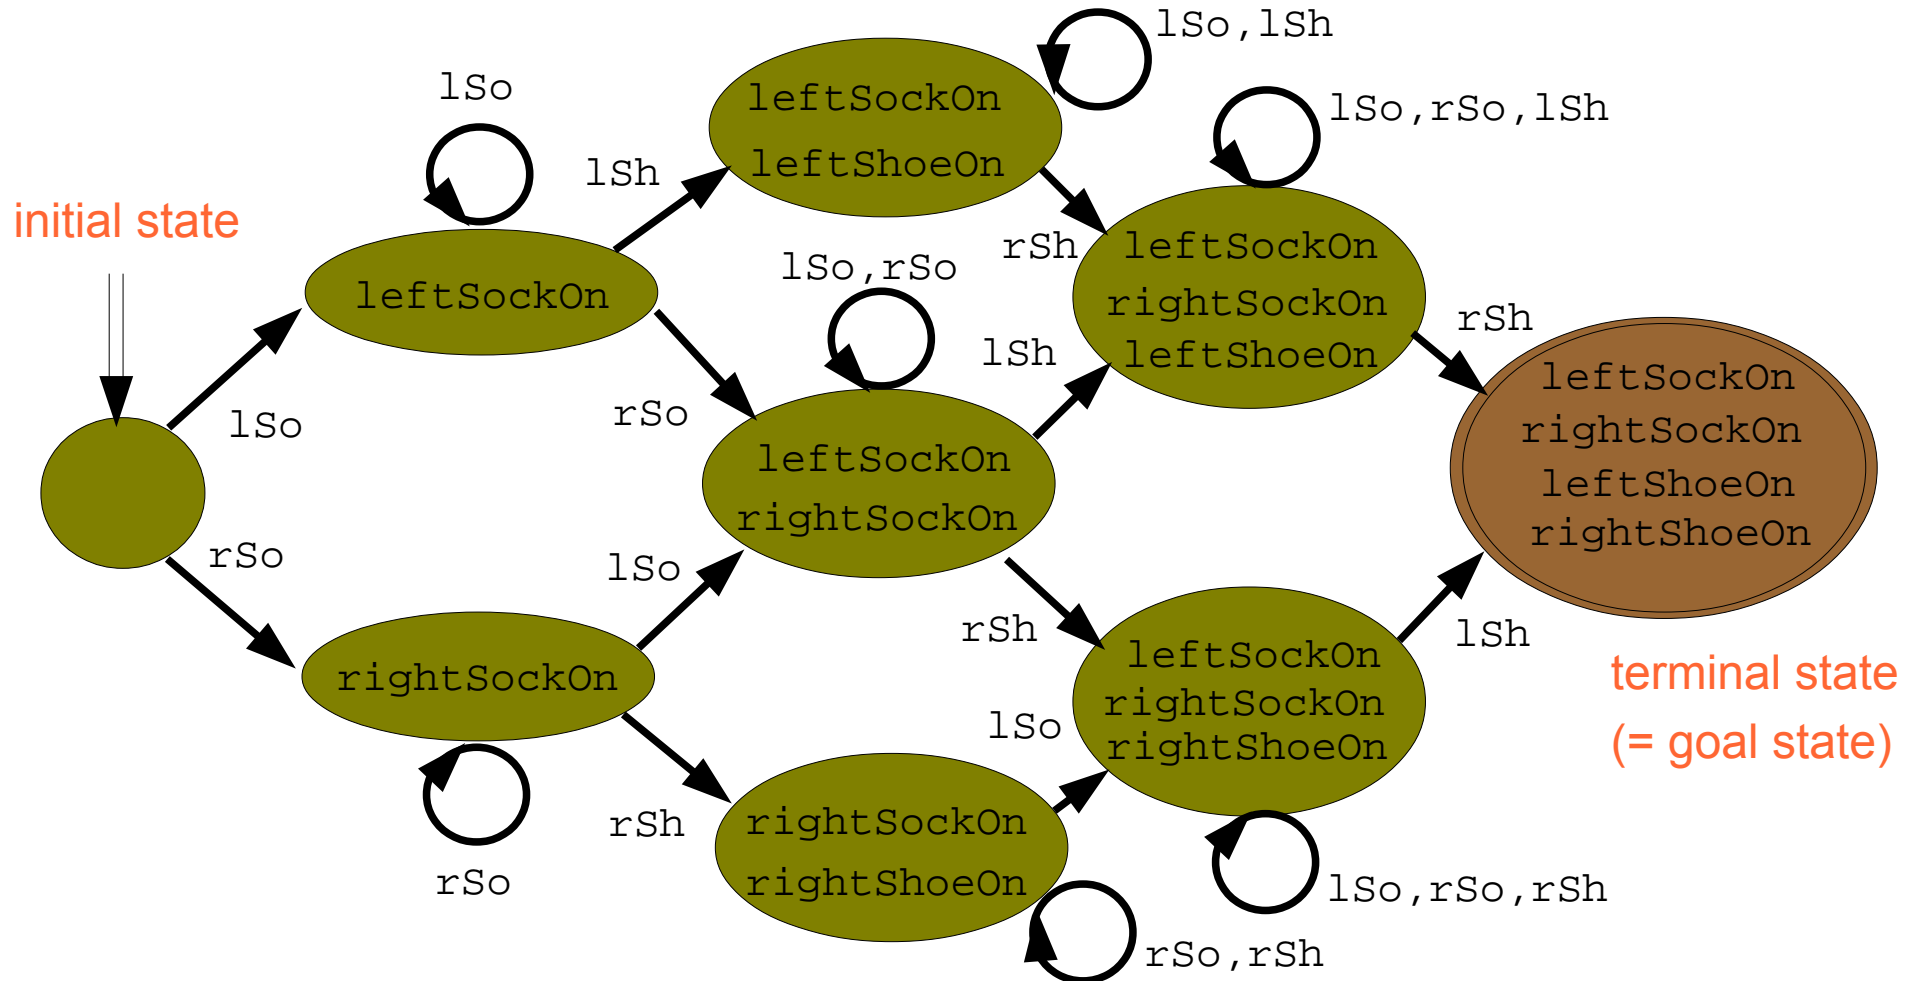 lSo,lSh
lSo
leftSockOn
leftShoeOn
lSo,rSo,lSh
lSh
initial state
rSh
leftSockOn
rightSockOn
leftShoeOn
lSo,rSo
leftSockOn
lSh
rSh
lSo
rSo
leftSockOn
rightSockOn
leftSockOn
rightSockOn
leftShoeOn
rightShoeOn
rSo
lSo
rSh
lSh
leftSockOn
rightSockOn
rightShoeOn
terminal state
(= goal state)
rightSockOn
lSo
rSh
rightSockOn
rightShoeOn
rSo
lSo,rSo,rSh
rSo,rSh